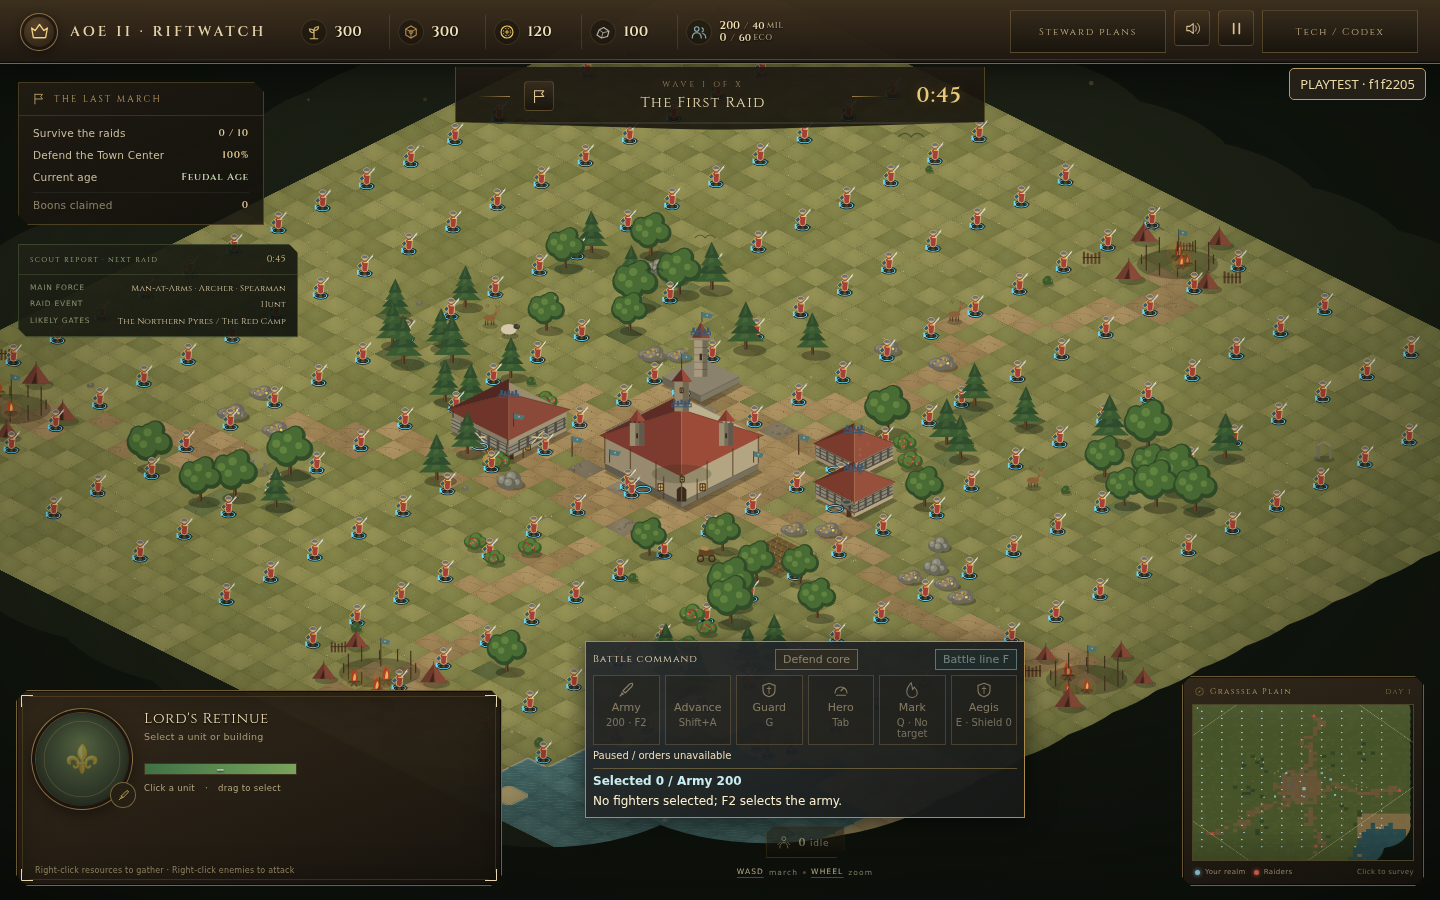 AOE II · RIFTWATCH
300
300
120
100
200 / 40 MIL
0 / 60 ECO
STEWARD PLANS
TECH / CODEX
PLAYTEST · f1f2205
WAVE I OF X
THE FIRST RAID
0:45
THE LAST MARCH
Survive the raids 0 / 10
Defend the Town Center 100%
Current age FEUDAL AGE
Boons claimed 0
SCOUT REPORT · NEXT RAID 0:45
MAIN FORCE MAN-AT-ARMS · ARCHER · SPEARMAN
RAID EVENT HUNT
LIKELY GATES THE NORTHERN PYRES / THE RED CAMP
BATTLE COMMAND
Defend core
Battle line F
Army
200 · F2
Advance
Shift+A
Guard
G
Hero
Tab
Mark
Q · No target
Aegis
E · Shield 0
Paused / orders unavailable
Selected 0 / Army 200
No fighters selected; F2 selects the army.
LORD'S RETINUE
Select a unit or building
Click a unit · drag to select
Right-click resources to gather · Right-click enemies to attack
0 idle
WASD march + WHEEL zoom
GRASSSEA PLAIN DAY 1
Your realm Raiders Click to survey